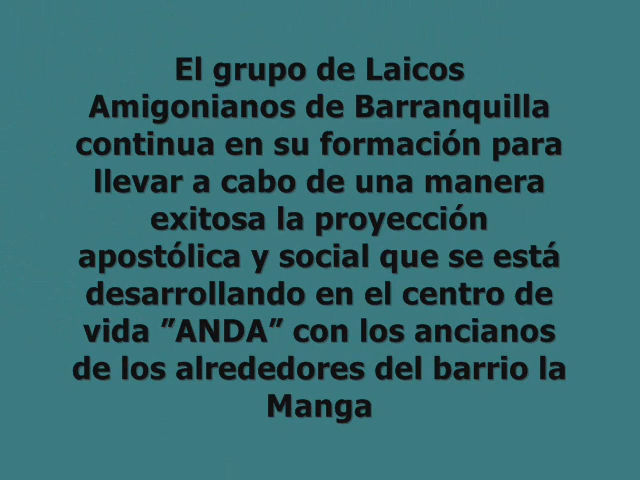 El grupo de Laicos
Amigonianos de Barranquilla
continua en su formación para
llevar a cabo de una manera
exitosa la proyección
apostólica y social que se está
desarrollando en el centro de
vida ”ANDA” con los ancianos
de los alrededores del barrio la
Manga